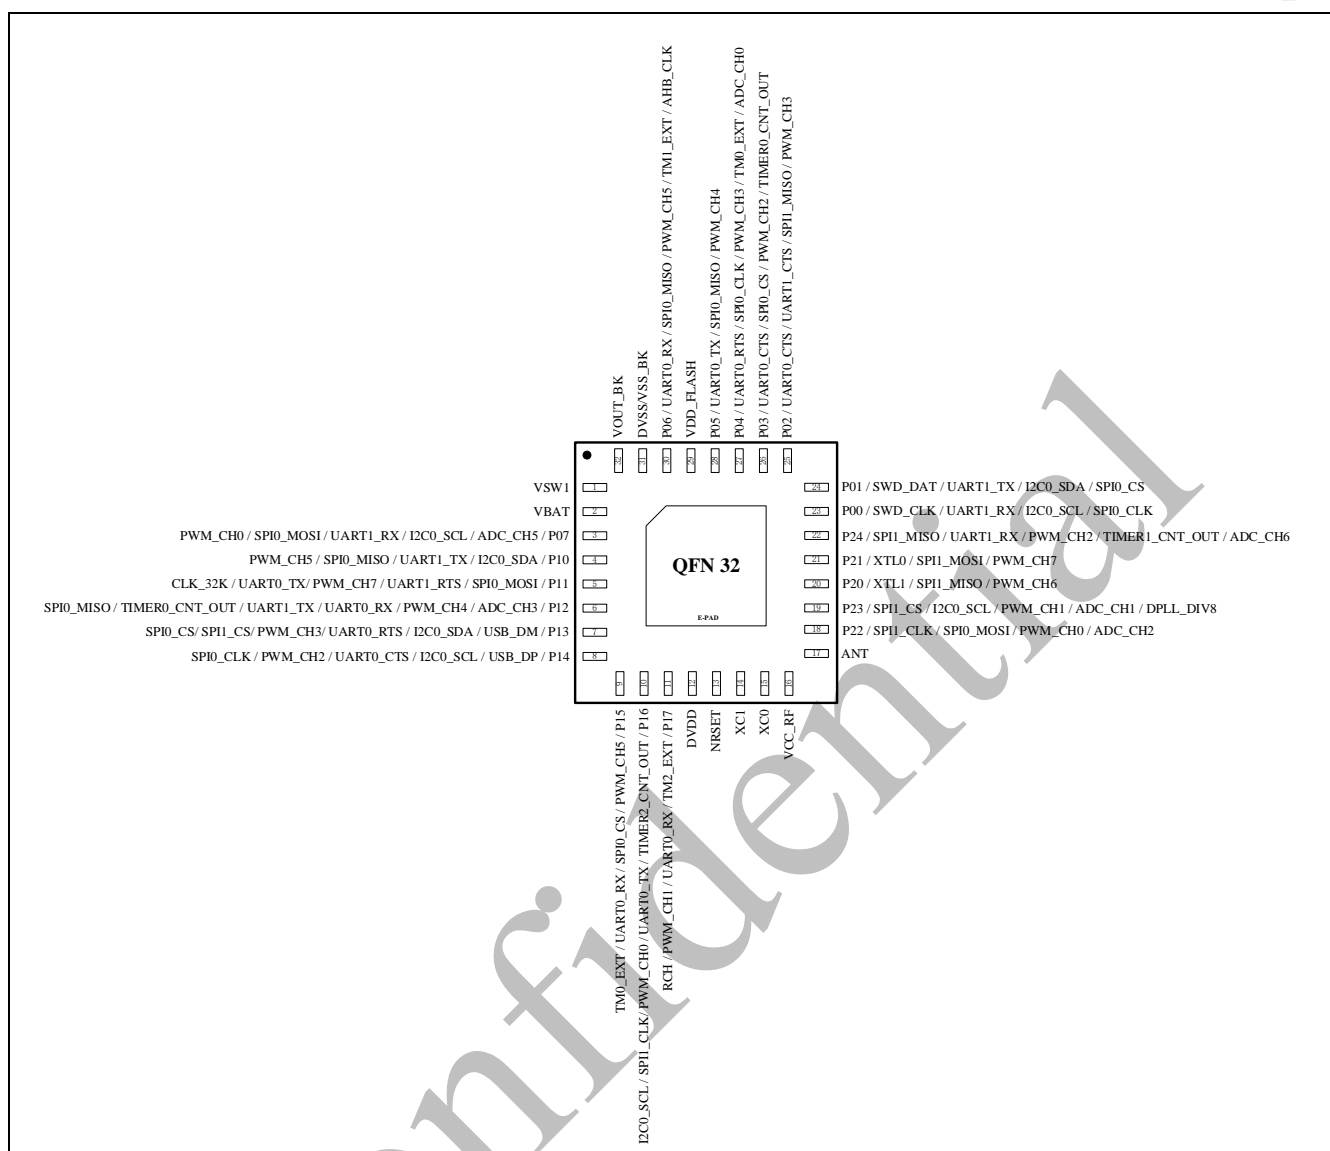 P06 / UART0_RX / SPI0_MISO / PWM_CH5 / TM1_EXT / AHB_CLK
P04 / UART0_RTS / SPI0_CLK / PWM_CH3 / TM0_EXT / ADC_CH0
P03 / UART0_CTS / SPI0_CS / PWM_CH2 / TIMER0_CNT_OUT
P02 / UART0_CTS / UART1_CTS / SPI1_MISO / PWM_CH3
P05 / UART0_TX / SPI0_MISO / PWM_CH4
VOUT_BK
DVSS/VSS_BK
VDD_FLASH
32
31
30
29
28
27
26
25
VSW1 1
VBAT 2
PWM_CH0 / SPI0_MOSI / UART1_RX / I2C0_SCL / ADC_CH5 / P07 3
PWM_CH5 / SPI0_MISO / UART1_TX / I2C0_SDA / P10 4
CLK_32K / UART0_TX/ PWM_CH7 / UART1_RTS / SPI0_MOSI / P11 5
SPI0_MISO / TIMER0_CNT_OUT / UART1_TX / UART0_RX / PWM_CH4 / ADC_CH3 / P12 6
SPI0_CS/ SPI1_CS/ PWM_CH3/ UART0_RTS / I2C0_SDA / USB_DM / P13 7
SPI0_CLK / PWM_CH2 / UART0_CTS / I2C0_SCL / USB_DP / P14 8
QFN 32
E-PAD
24 P01 / SWD_DAT / UART1_TX / I2C0_SDA / SPI0_CS
23 P00 / SWD_CLK / UART1_RX / I2C0_SCL / SPI0_CLK
22 P24 / SPI1_MISO / UART1_RX / PWM_CH2 / TIMER1_CNT_OUT / ADC_CH6
21 P21 / XTL0 / SPI1_MOSI / PWM_CH7
20 P20 / XTL1 / SPI1_MISO / PWM_CH6
19 P23 / SPI1_CS / I2C0_SCL / PWM_CH1 / ADC_CH1 / DPLL_DIV8
18 P22 / SPI1_CLK / SPI0_MOSI / PWM_CH0 / ADC_CH2
17 ANT
9
10
11
12
13
14
15
16
TM0_EXT / UART0_RX / SPI0_CS / PWM_CH5 / P15
I2C0_SCL / SPI1_CLK/ PWM_CH0 / UART0_TX / TIMER2_CNT_OUT / P16
RCH / PWM_CH1 / UART0_RX / TM2_EXT / P17
DVDD
NRSET
XC1
XC0
VCC_RF
nfidential